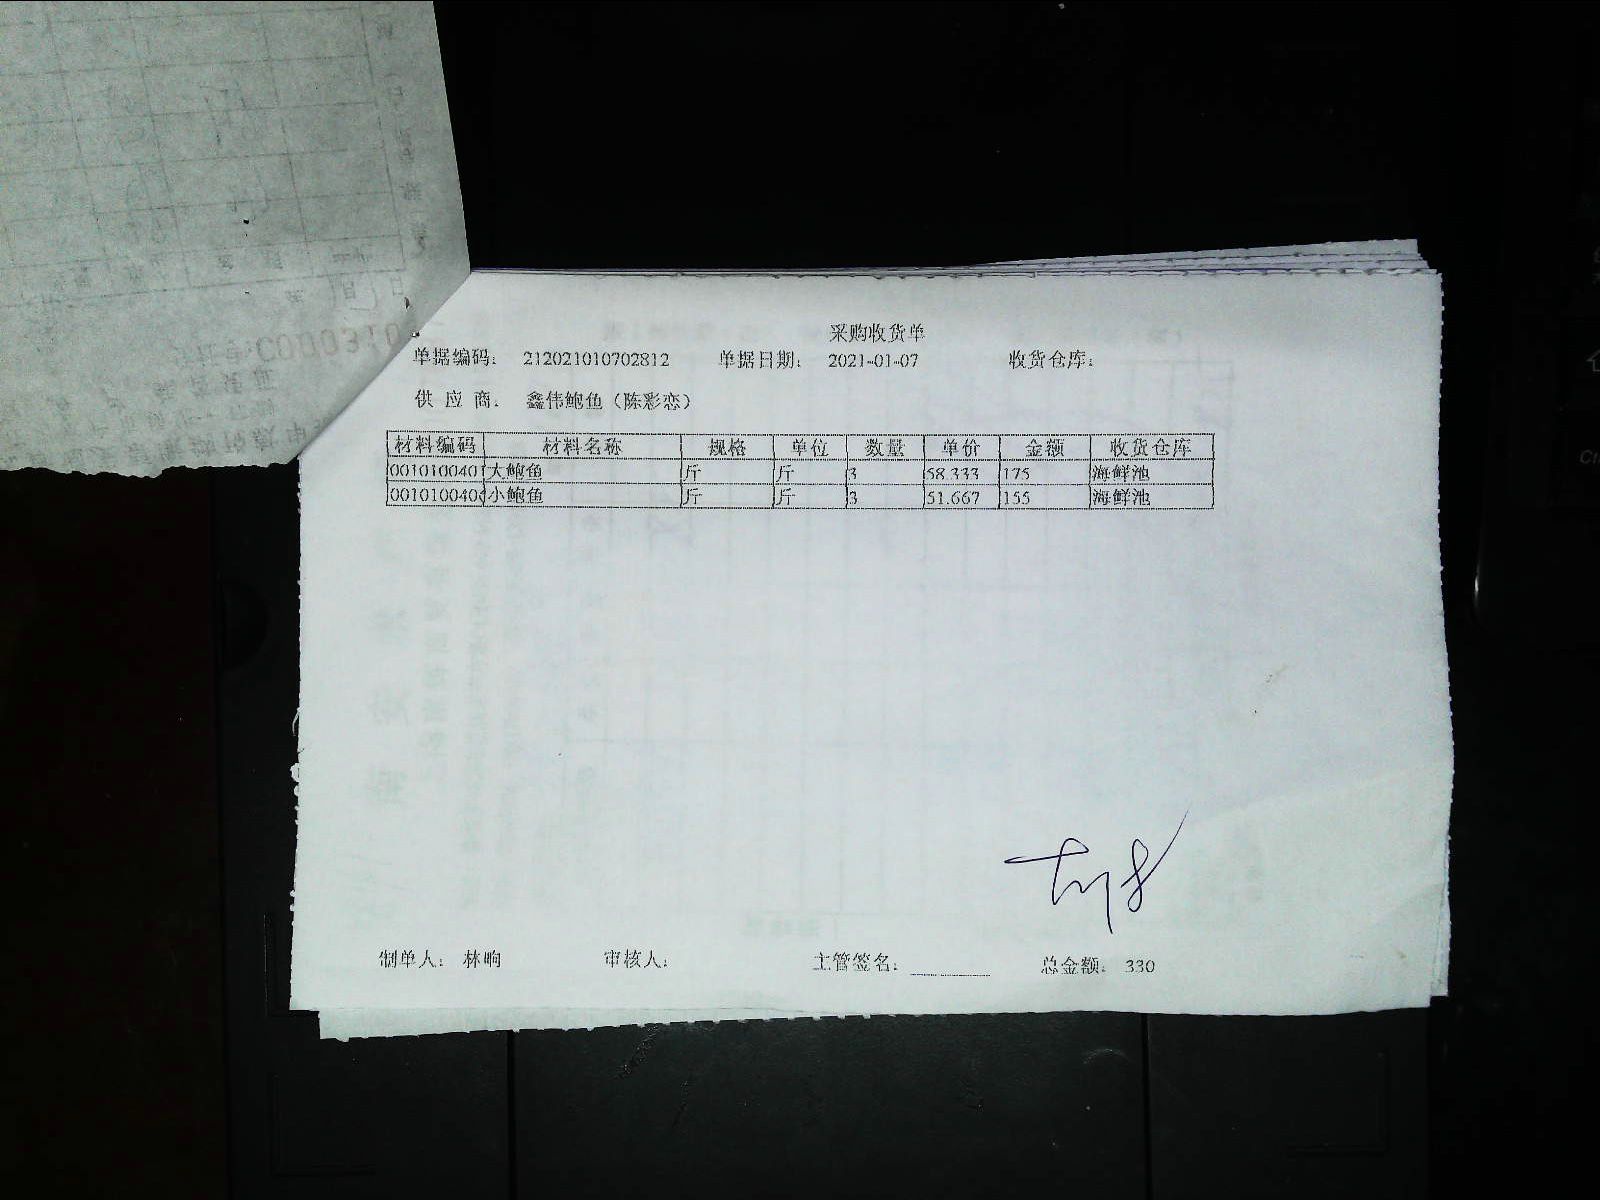 采购收货单
单据编码: 212021010702812 单据日期: 2021-01-07 收货仓库:
供 应 商: 鑫伟鲍鱼（陈彩恋）
材料编码 材料名称 规格 单位 数量 单价 金额 收货仓库
0010100401 大鲍鱼 斤 斤 3 58.333 175 海鲜池
001010040 小鲍鱼 斤 斤 3 51.667 155 海鲜池
制单人: 林晌 审核人: 主管签名: 总金额: 330